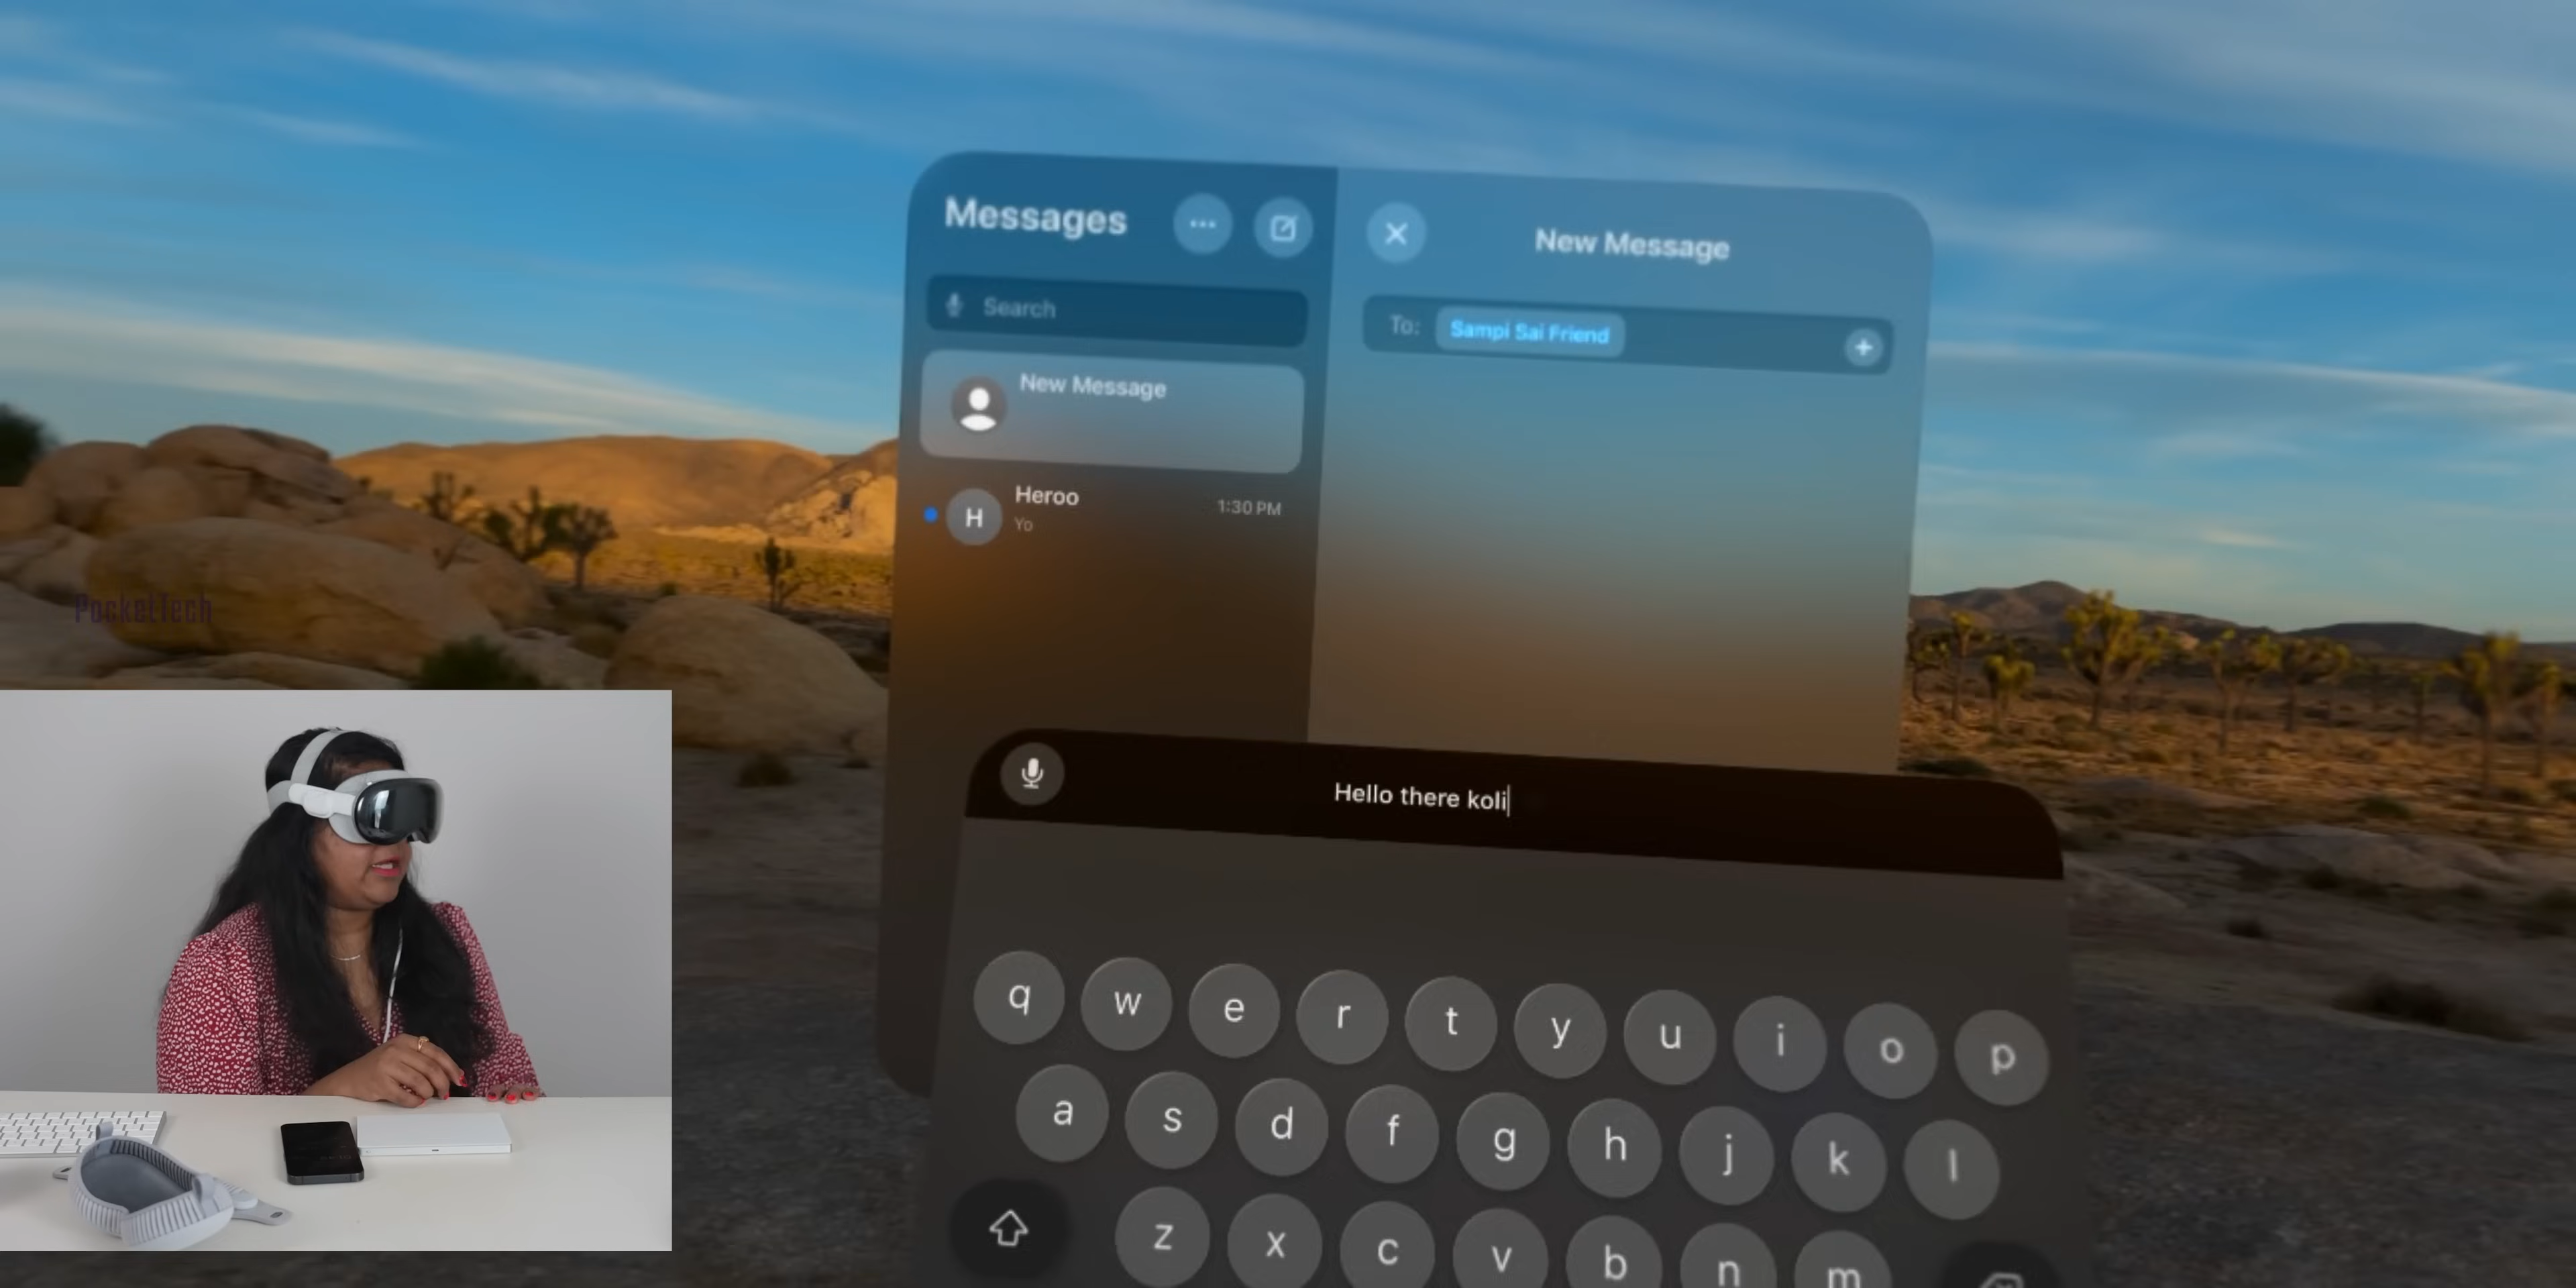 Messages
New Message
Search
To: Sampi Sai Friend
New Message
Heroo
1:30 PM
H
Yo
PocketTech
Hello there koli
q w e r t y u i o p
a s d f g h j k l
z x c v b n m